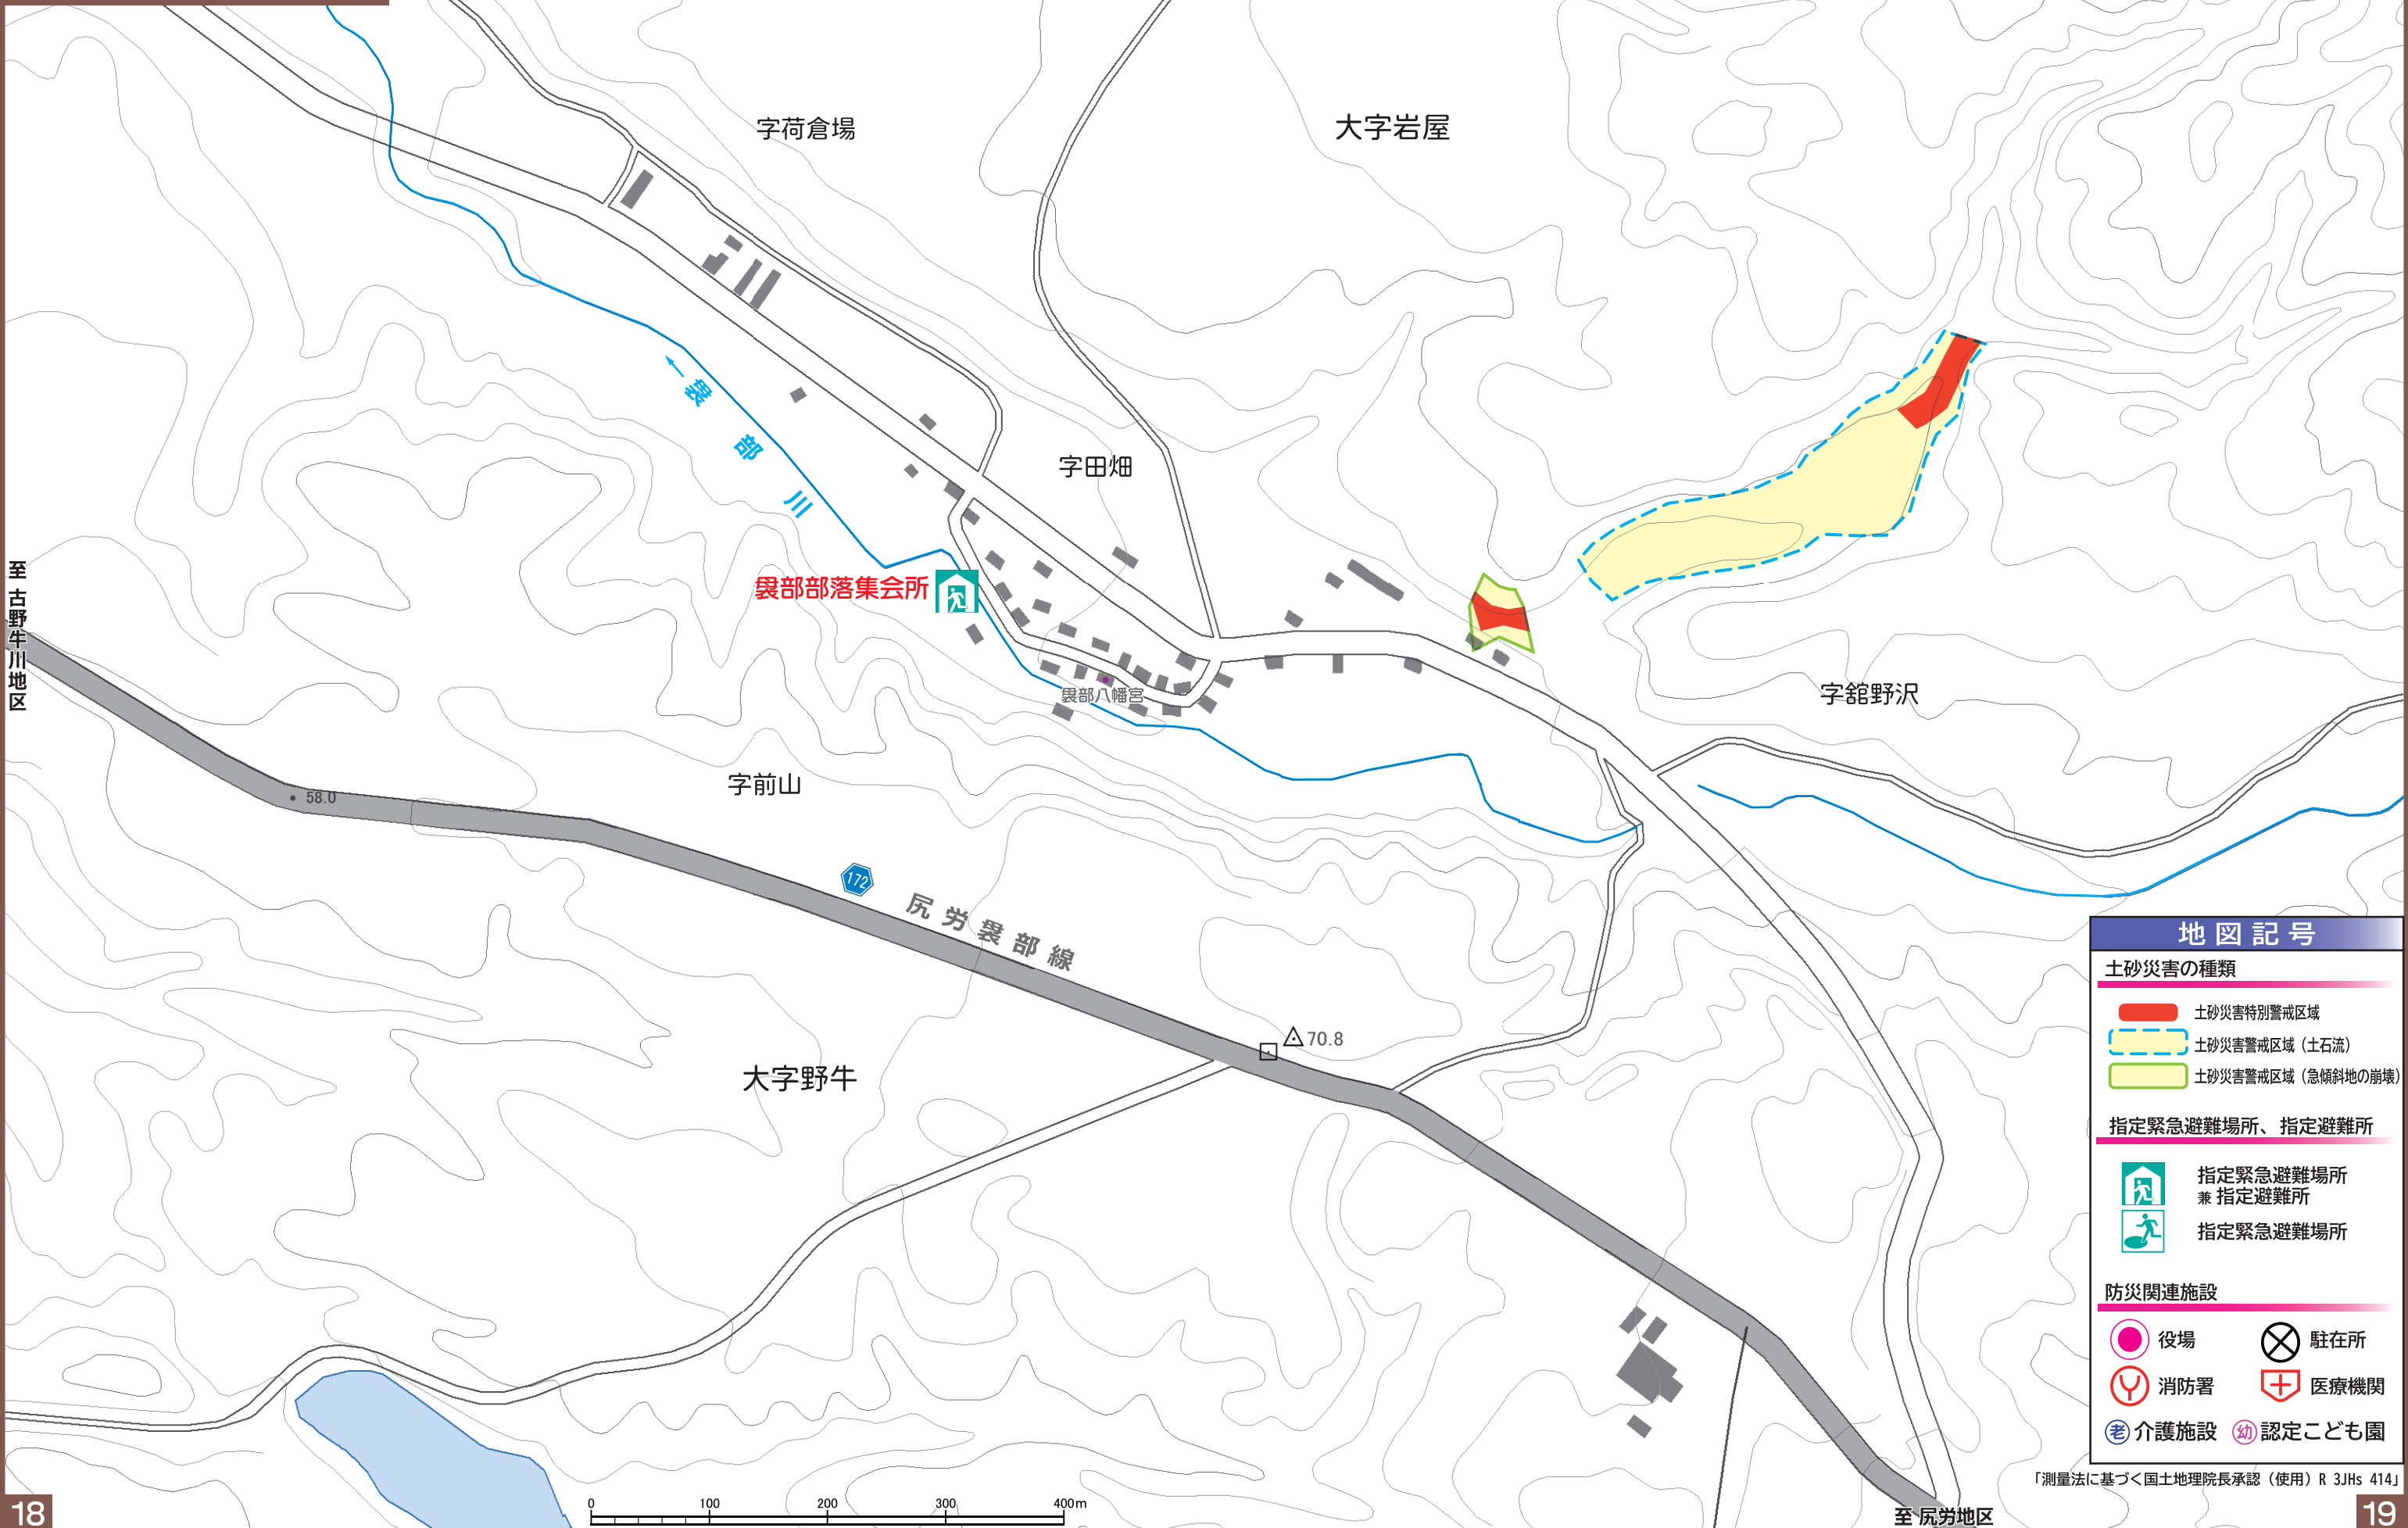 字荷倉場
大字岩屋
袰部川
字田畑
袰部部落集会所
袰部八幡宮
字舘野沢
至 古野牛川地区
58.0
字前山
172
尻労袰部線
70.8
大字野牛
地図記号
土砂災害の種類
土砂災害特別警戒区域
土砂災害警戒区域（土石流）
土砂災害警戒区域（急傾斜地の崩壊）
指定緊急避難場所、指定避難所
指定緊急避難場所
兼 指定避難所
指定緊急避難場所
防災関連施設
役場 駐在所
消防署 医療機関
老 介護施設 幼 認定こども園
「測量法に基づく国土地理院長承認（使用）R 3JHs 414」
0 100 200 300 400m
至 尻労地区
18
19